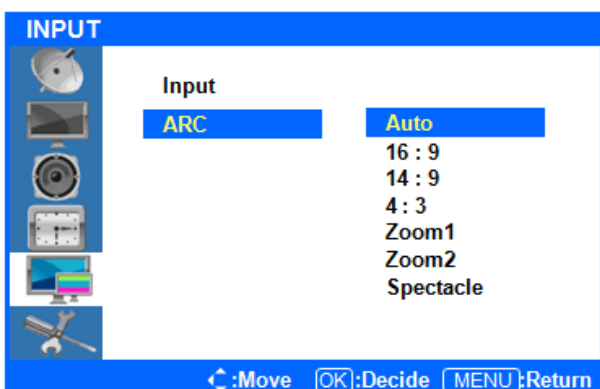 INPUT
Input
ARC
Auto
16 : 9
14 : 9
4 : 3
Zoom1
Zoom2
Spectacle
:Move OK:Decide MENU:Return